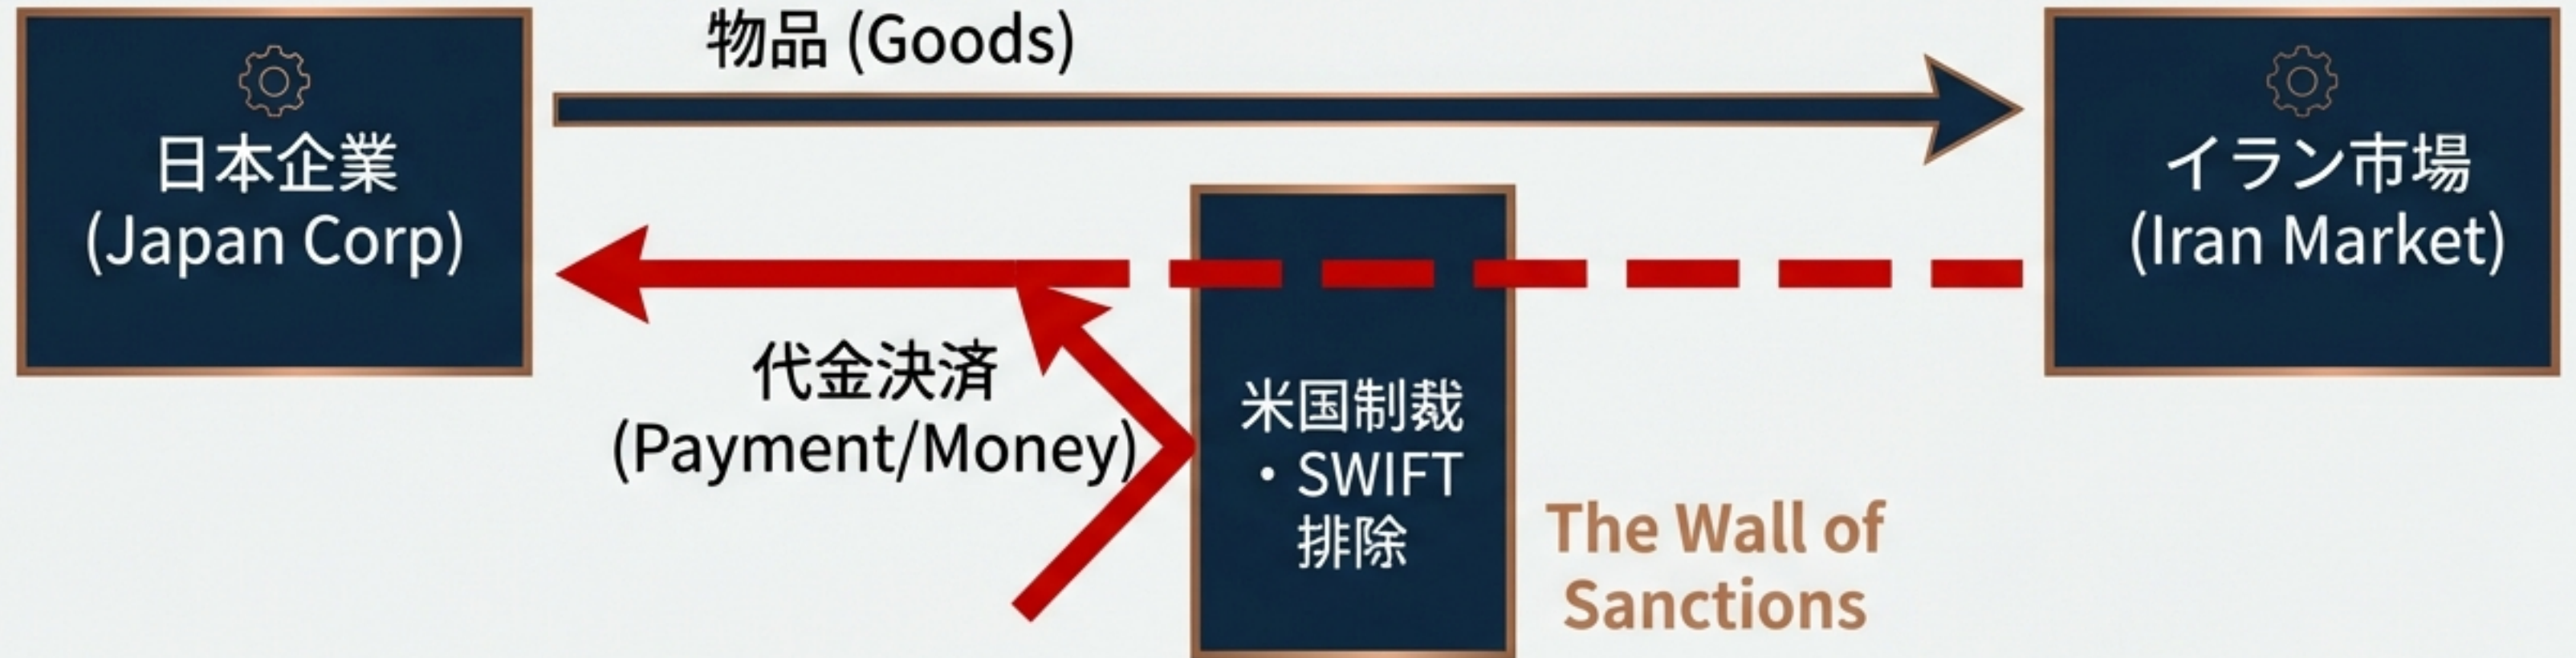 物品 (Goods)
日本企業
(Japan Corp)
イラン市場
(Iran Market)
代金決済
(Payment/Money)
米国制裁
・SWIFT
排除
The Wall of
Sanctions